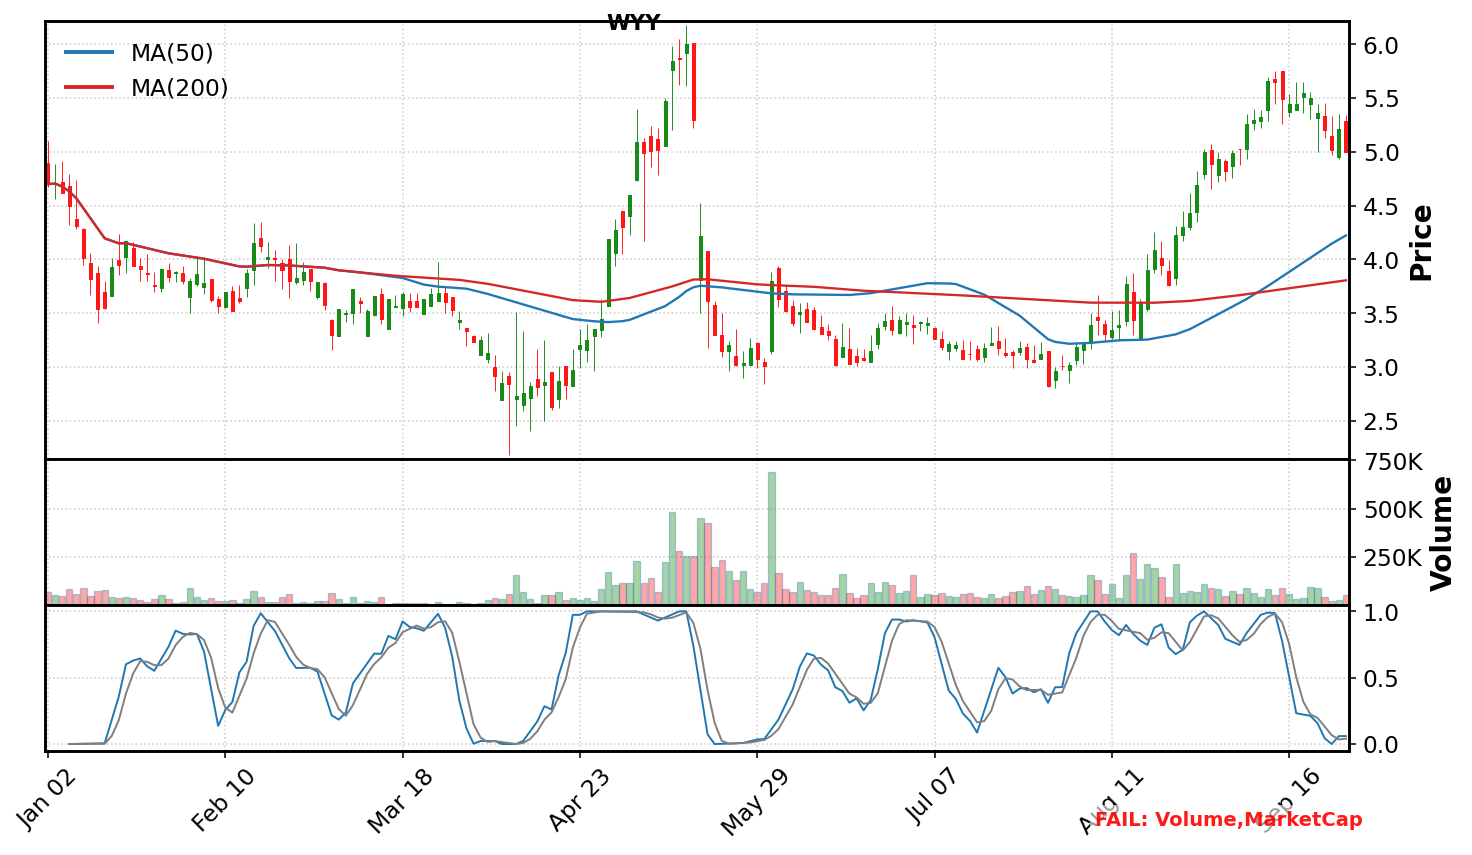 WYY
MA(50)
MA(200)
6.0
5.5
5.0
4.5
4.0
3.5
3.0
2.5
Price
750K
500K
250K
Volume
1.0
0.5
0.0
Jan 02
Feb 10
Mar 18
Apr 23
May 29
Jul 07
Aug 11
Sep 16
FAIL: Volume,MarketCap